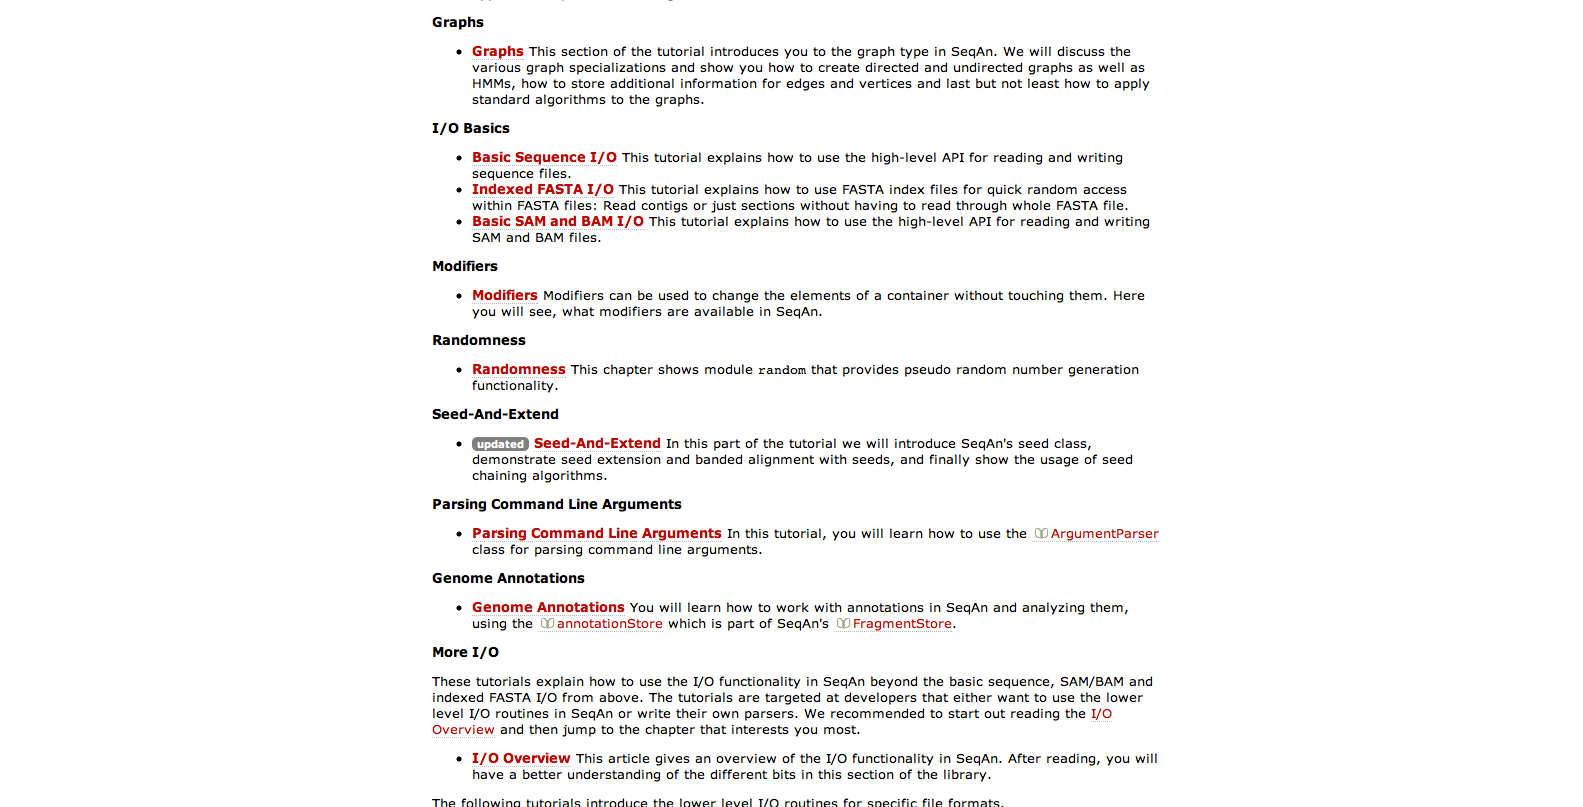 Graphs
• Graphs This section of the tutorial introduces you to the graph type in SeqAn. We will discuss the
various graph specializations and show you how to create directed and undirected graphs as well as
HMMs, how to store additional information for edges and vertices and last but not least how to apply
standard algorithms to the graphs.
I/O Basics
• Basic Sequence I/O This tutorial explains how to use the high-level API for reading and writing
sequence files.
• Indexed FASTA I/O This tutorial explains how to use FASTA index files for quick random access
within FASTA files: Read contigs or just sections without having to read through whole FASTA file.
• Basic SAM and BAM I/O This tutorial explains how to use the high-level API for reading and writing
SAM and BAM files.
Modifiers
• Modifiers Modifiers can be used to change the elements of a container without touching them. Here
you will see, what modifiers are available in SeqAn.
Randomness
• Randomness This chapter shows module random that provides pseudo random number generation
functionality.
Seed-And-Extend
• updated Seed-And-Extend In this part of the tutorial we will introduce SeqAn's seed class,
demonstrate seed extension and banded alignment with seeds, and finally show the usage of seed
chaining algorithms.
Parsing Command Line Arguments
• Parsing Command Line Arguments In this tutorial, you will learn how to use the ArgumentParser
class for parsing command line arguments.
Genome Annotations
• Genome Annotations You will learn how to work with annotations in SeqAn and analyzing them,
using the annotationStore which is part of SeqAn's FragmentStore.
More I/O
These tutorials explain how to use the I/O functionality in SeqAn beyond the basic sequence, SAM/BAM and
indexed FASTA I/O from above. The tutorials are targeted at developers that either want to use the lower
level I/O routines in SeqAn or write their own parsers. We recommended to start out reading the I/O
Overview and then jump to the chapter that interests you most.
• I/O Overview This article gives an overview of the I/O functionality in SeqAn. After reading, you will
have a better understanding of the different bits in this section of the library.
The following tutorials introduce the lower level I/O routines for specific file formats.